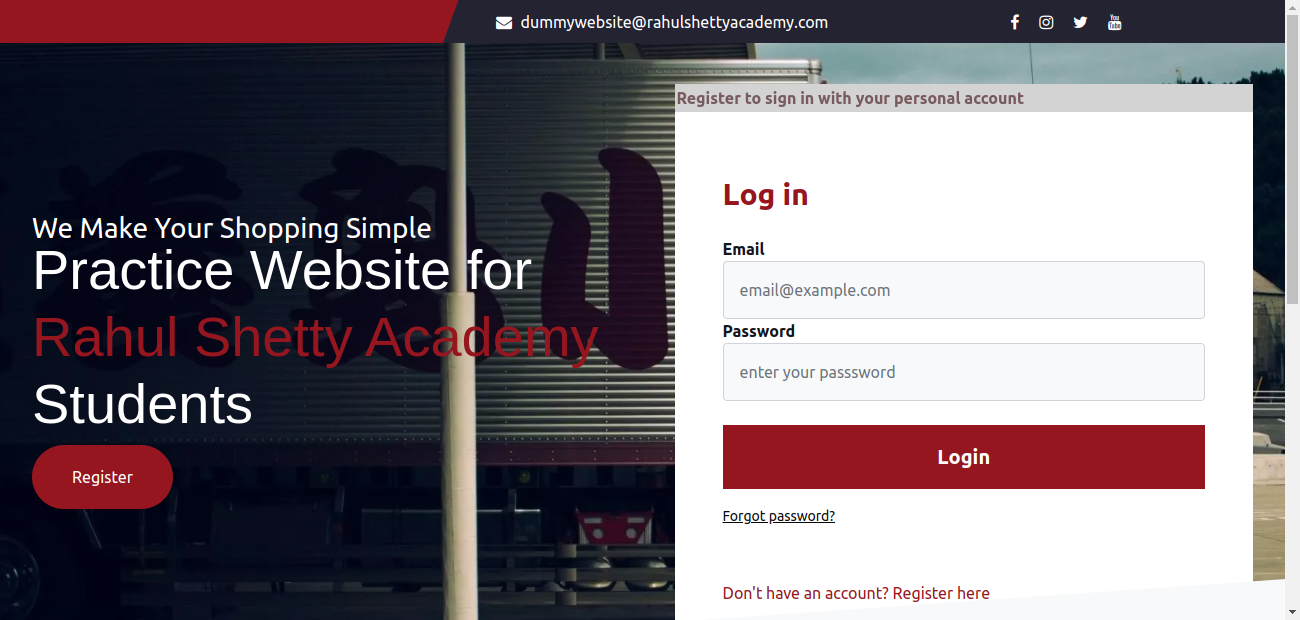 dummywebsite@rahulshettyacademy.com
Register to sign in with your personal account
We Make Your Shopping Simple
Practice Website for
Rahul Shetty Academy
Students
Register
Log in
Email
email@example.com
Password
enter your passsword
Login
Forgot password?
Don't have an account? Register here